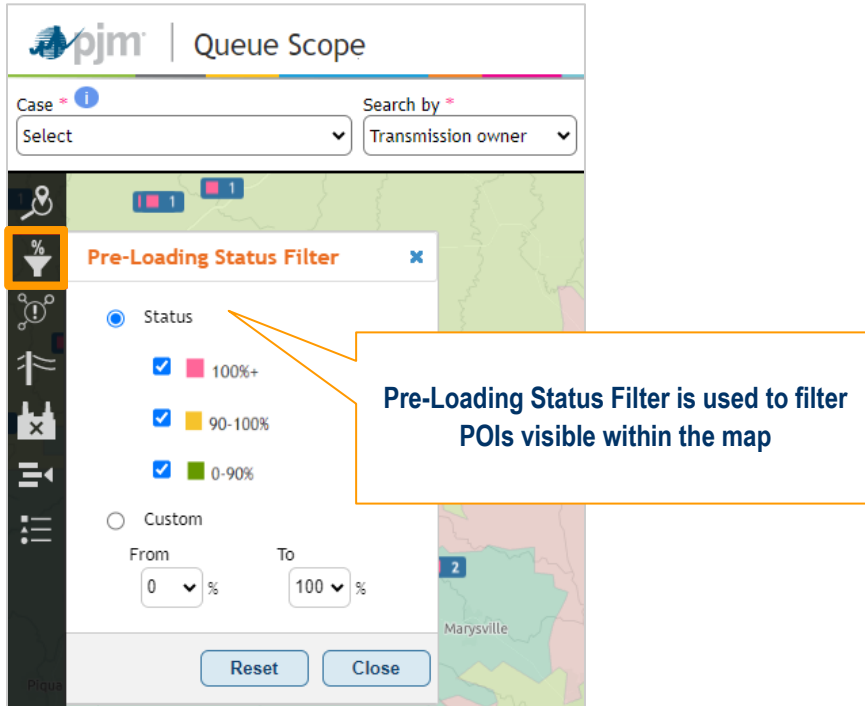 pjm Queue Scope
Case * i Search by *
Select Transmission owner
1 1 1
%
Pre-Loading Status Filter
Status
100%+
90-100%
0-90%
Pre-Loading Status Filter is used to filter
POIs visible within the map
Custom
From To
0 % 100 %
2
Marysville
Reset Close
Piqua